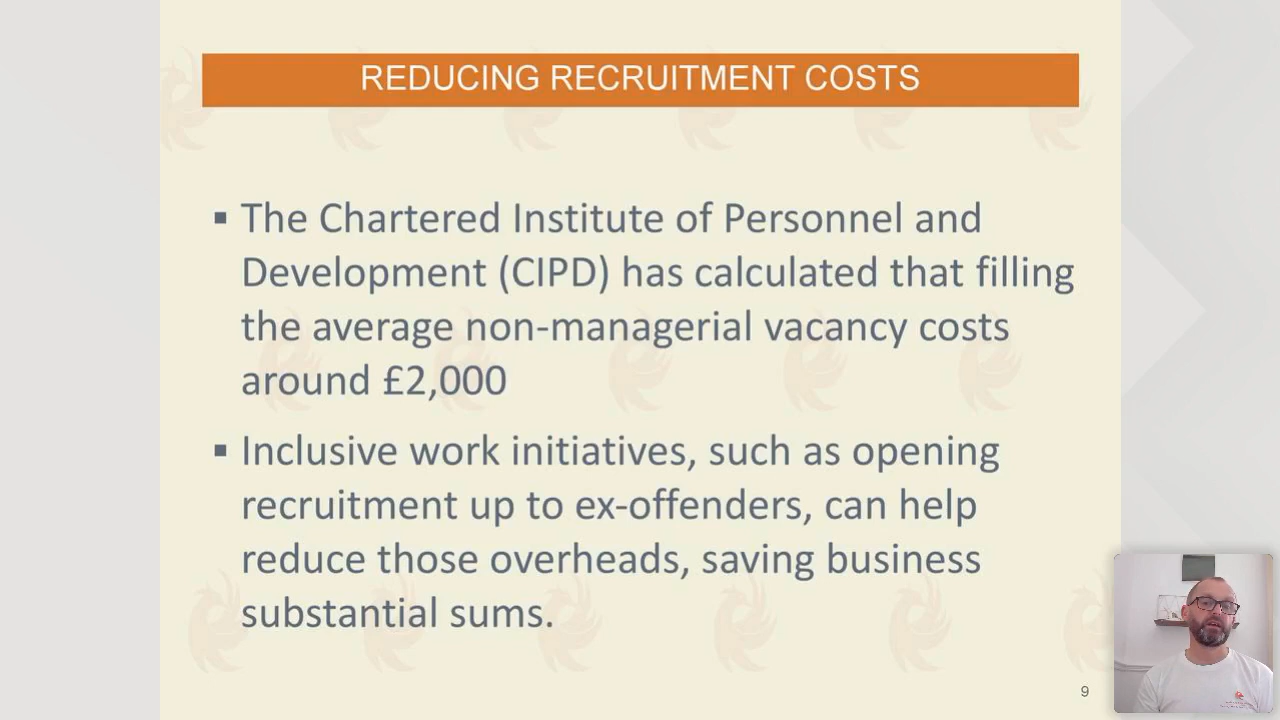 REDUCING RECRUITMENT COSTS
▪ The Chartered Institute of Personnel and
Development (CIPD) has calculated that filling
the average non-managerial vacancy costs
around £2,000
▪ Inclusive work initiatives, such as opening
recruitment up to ex-offenders, can help
reduce those overheads, saving business
substantial sums.
9